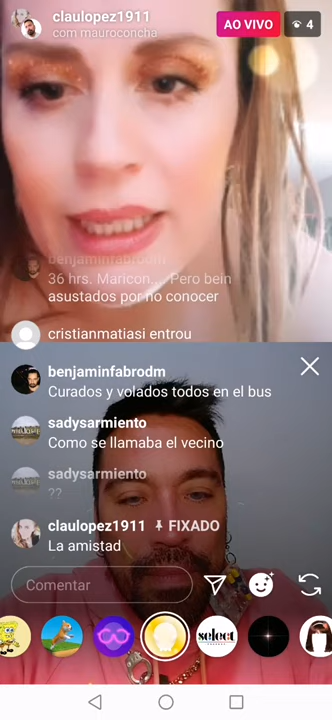 claulopez1911
com mauroconcha
AO VIVO
4
benjaminfabrodm
36 hrs. Maricon.... Pero bein
asustados por no conocer
cristianmatiasi entrou
benjaminfabrodm
Curados y volados todos en el bus
sadysarmiento
Como se llamaba el vecino
sadysarmiento
??
claulopez1911 FIXADO
La amistad
Comentar
select